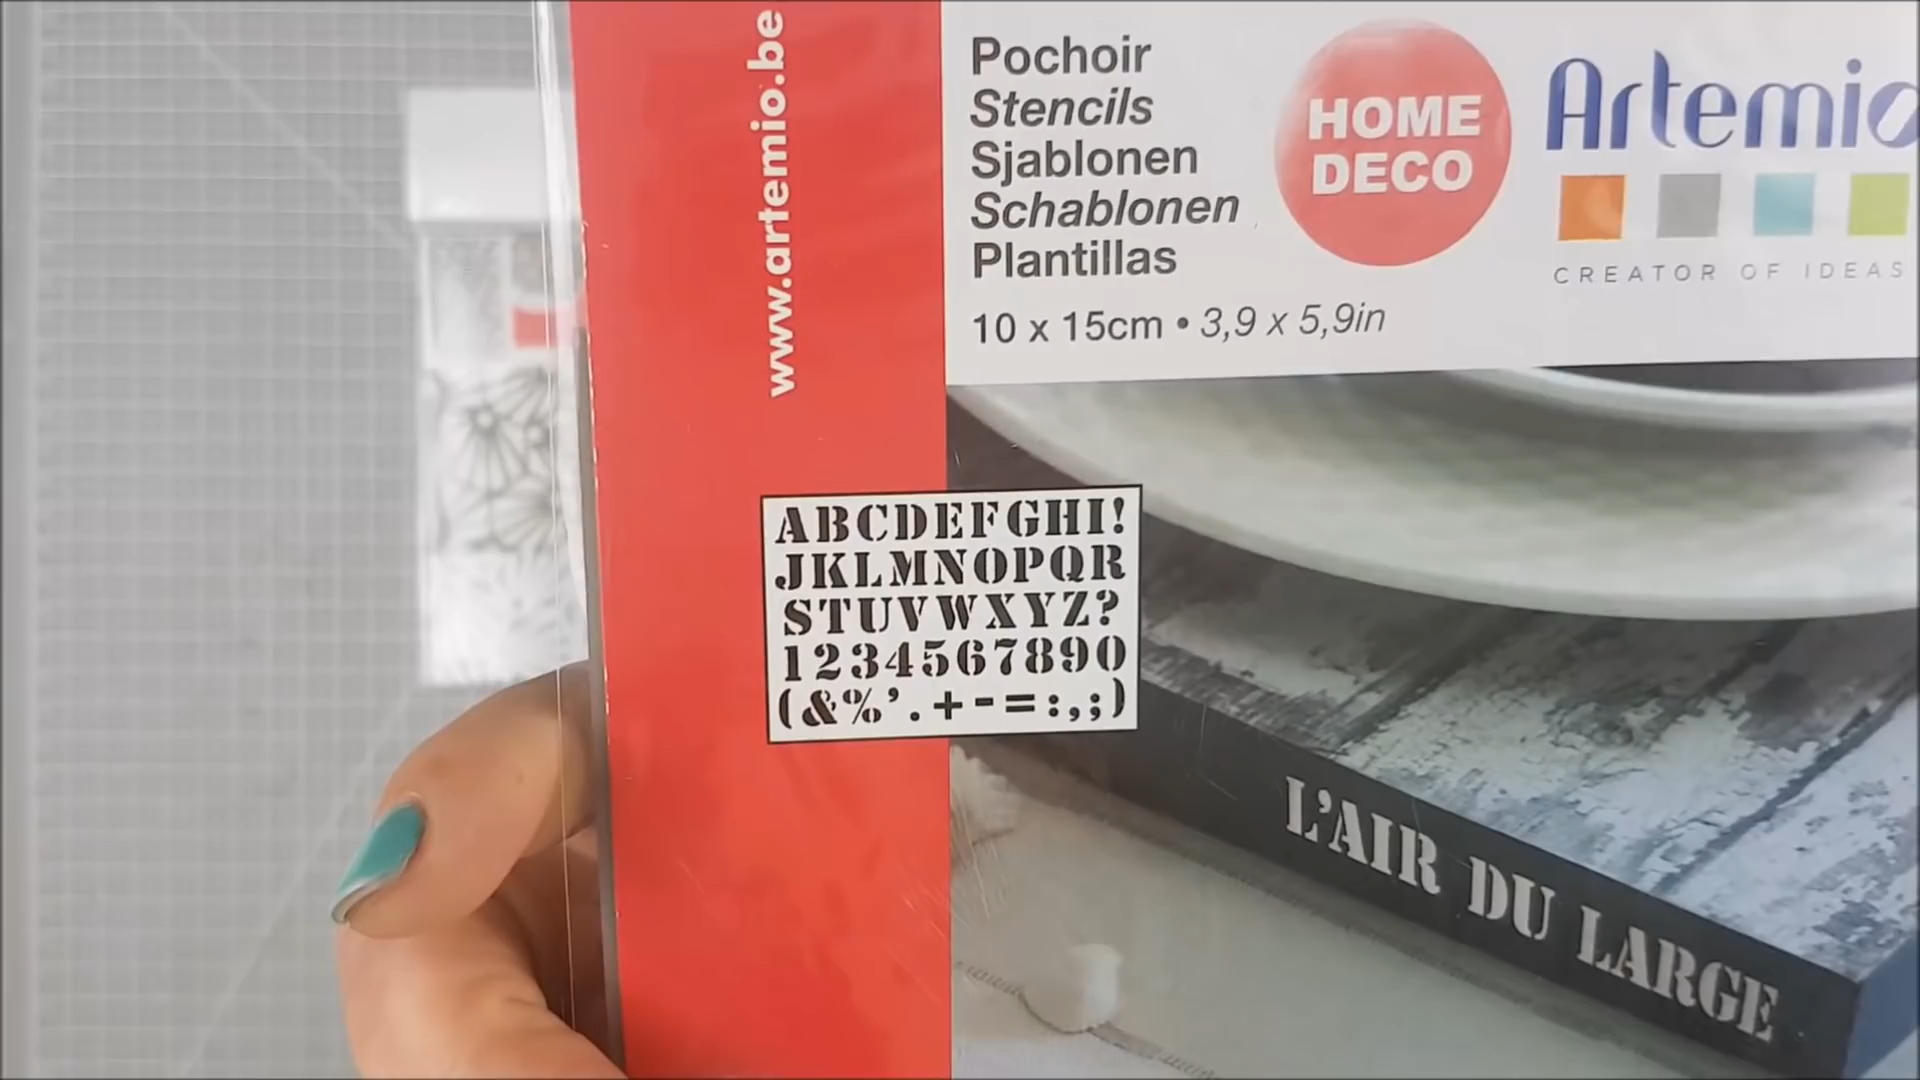 www.artemio.be
Pochoir
Stencils
Sjablonen
Schablonen
Plantillas
10 x 15cm • 3,9 x 5,9in
HOME
DECO
Artemio
CREATOR OF IDEAS
ABCDEFGHI!
JKLMNOPQR
STUVWXYZ?
1234567890
(&%’.+-=:,;)
L’AIR DU LARGE